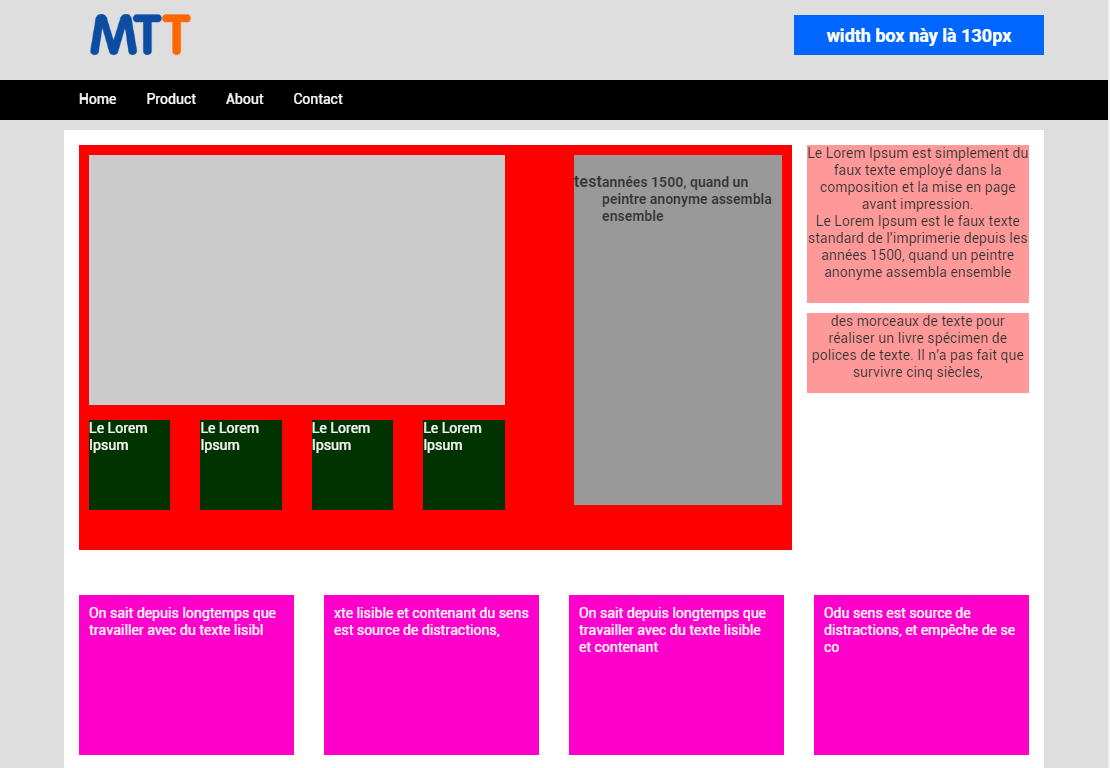 MTT
width box này là 130px
Home Product About Contact
test
années 1500, quand un
peintre anonyme assembla
ensemble
Le Lorem
Ipsum
Le Lorem
Ipsum
Le Lorem
Ipsum
Le Lorem
Ipsum
Le Lorem Ipsum est simplement du
faux texte employé dans la
composition et la mise en page
avant impression.
Le Lorem Ipsum est le faux texte
standard de l'imprimerie depuis les
années 1500, quand un peintre
anonyme assembla ensemble
des morceaux de texte pour
réaliser un livre spécimen de
polices de texte. Il n'a pas fait que
survivre cinq siècles,
On sait depuis longtemps que
travailler avec du texte lisibl
xte lisible et contenant du sens
est source de distractions,
On sait depuis longtemps que
travailler avec du texte lisible
et contenant
Odu sens est source de
distractions, et empêche de se
co